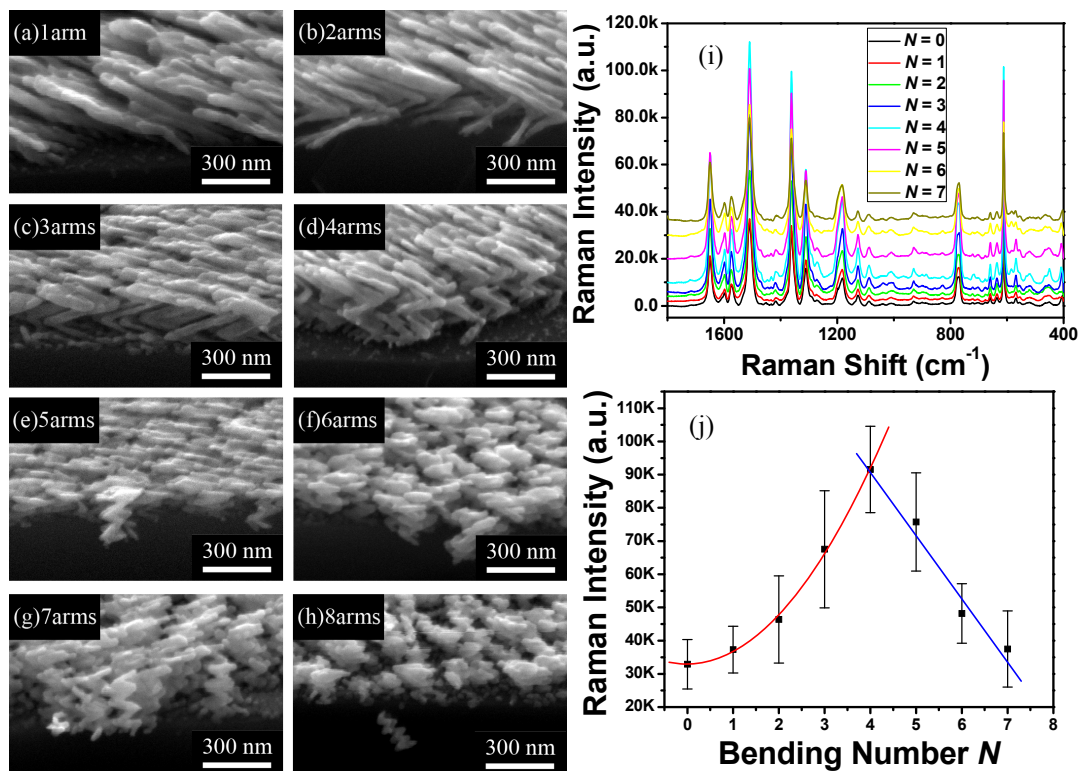 (a)1arm
300 nm
(b)2arms
300 nm
(c)3arms
300 nm
(d)4arms
300 nm
(e)5arms
300 nm
(f)6arms
300 nm
(g)7arms
300 nm
(h)8arms
300 nm
(i)
Raman Intensity (a.u.)
120.0k
100.0k
80.0k
60.0k
40.0k
20.0k
0.0
N = 0
N = 1
N = 2
N = 3
N = 4
N = 5
N = 6
N = 7
1600 1200 800 400
Raman Shift (cm⁻¹)
(j)
Raman Intensity (a.u.)
110K
100K
90K
80K
70K
60K
50K
40K
30K
20K
0 1 2 3 4 5 6 7 8
Bending Number N